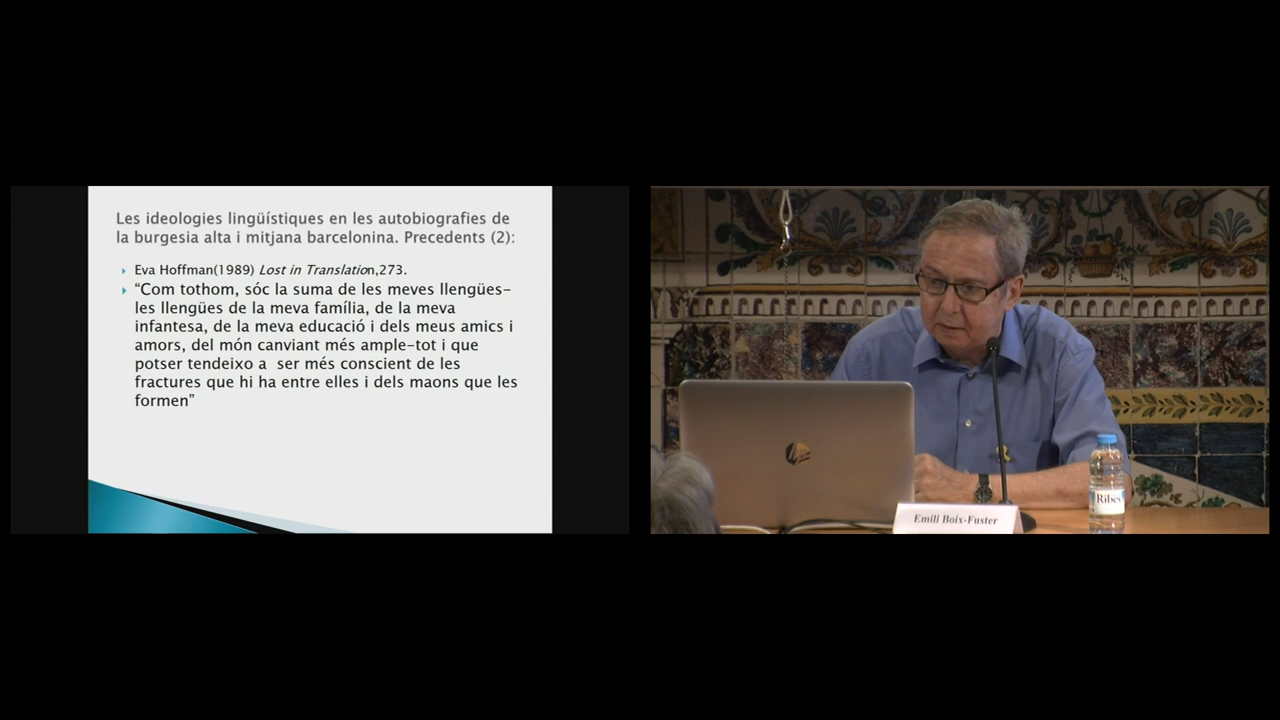 Les ideologies lingüístiques en les autobiografies de
la burgesia alta i mitjana barcelonina. Precedents (2):
Eva Hoffman(1989) Lost in Translation,273.
“Com tothom, sóc la suma de les meves llengües-
les llengües de la meva família, de la meva
infantesa, de la meva educació i dels meus amics i
amors, del món canviant més ample-tot i que
potser tendeixo a ser més conscient de les
fractures que hi ha entre elles i dels maons que les
formen”
hp
Emili Boix-Fuster
Ribes